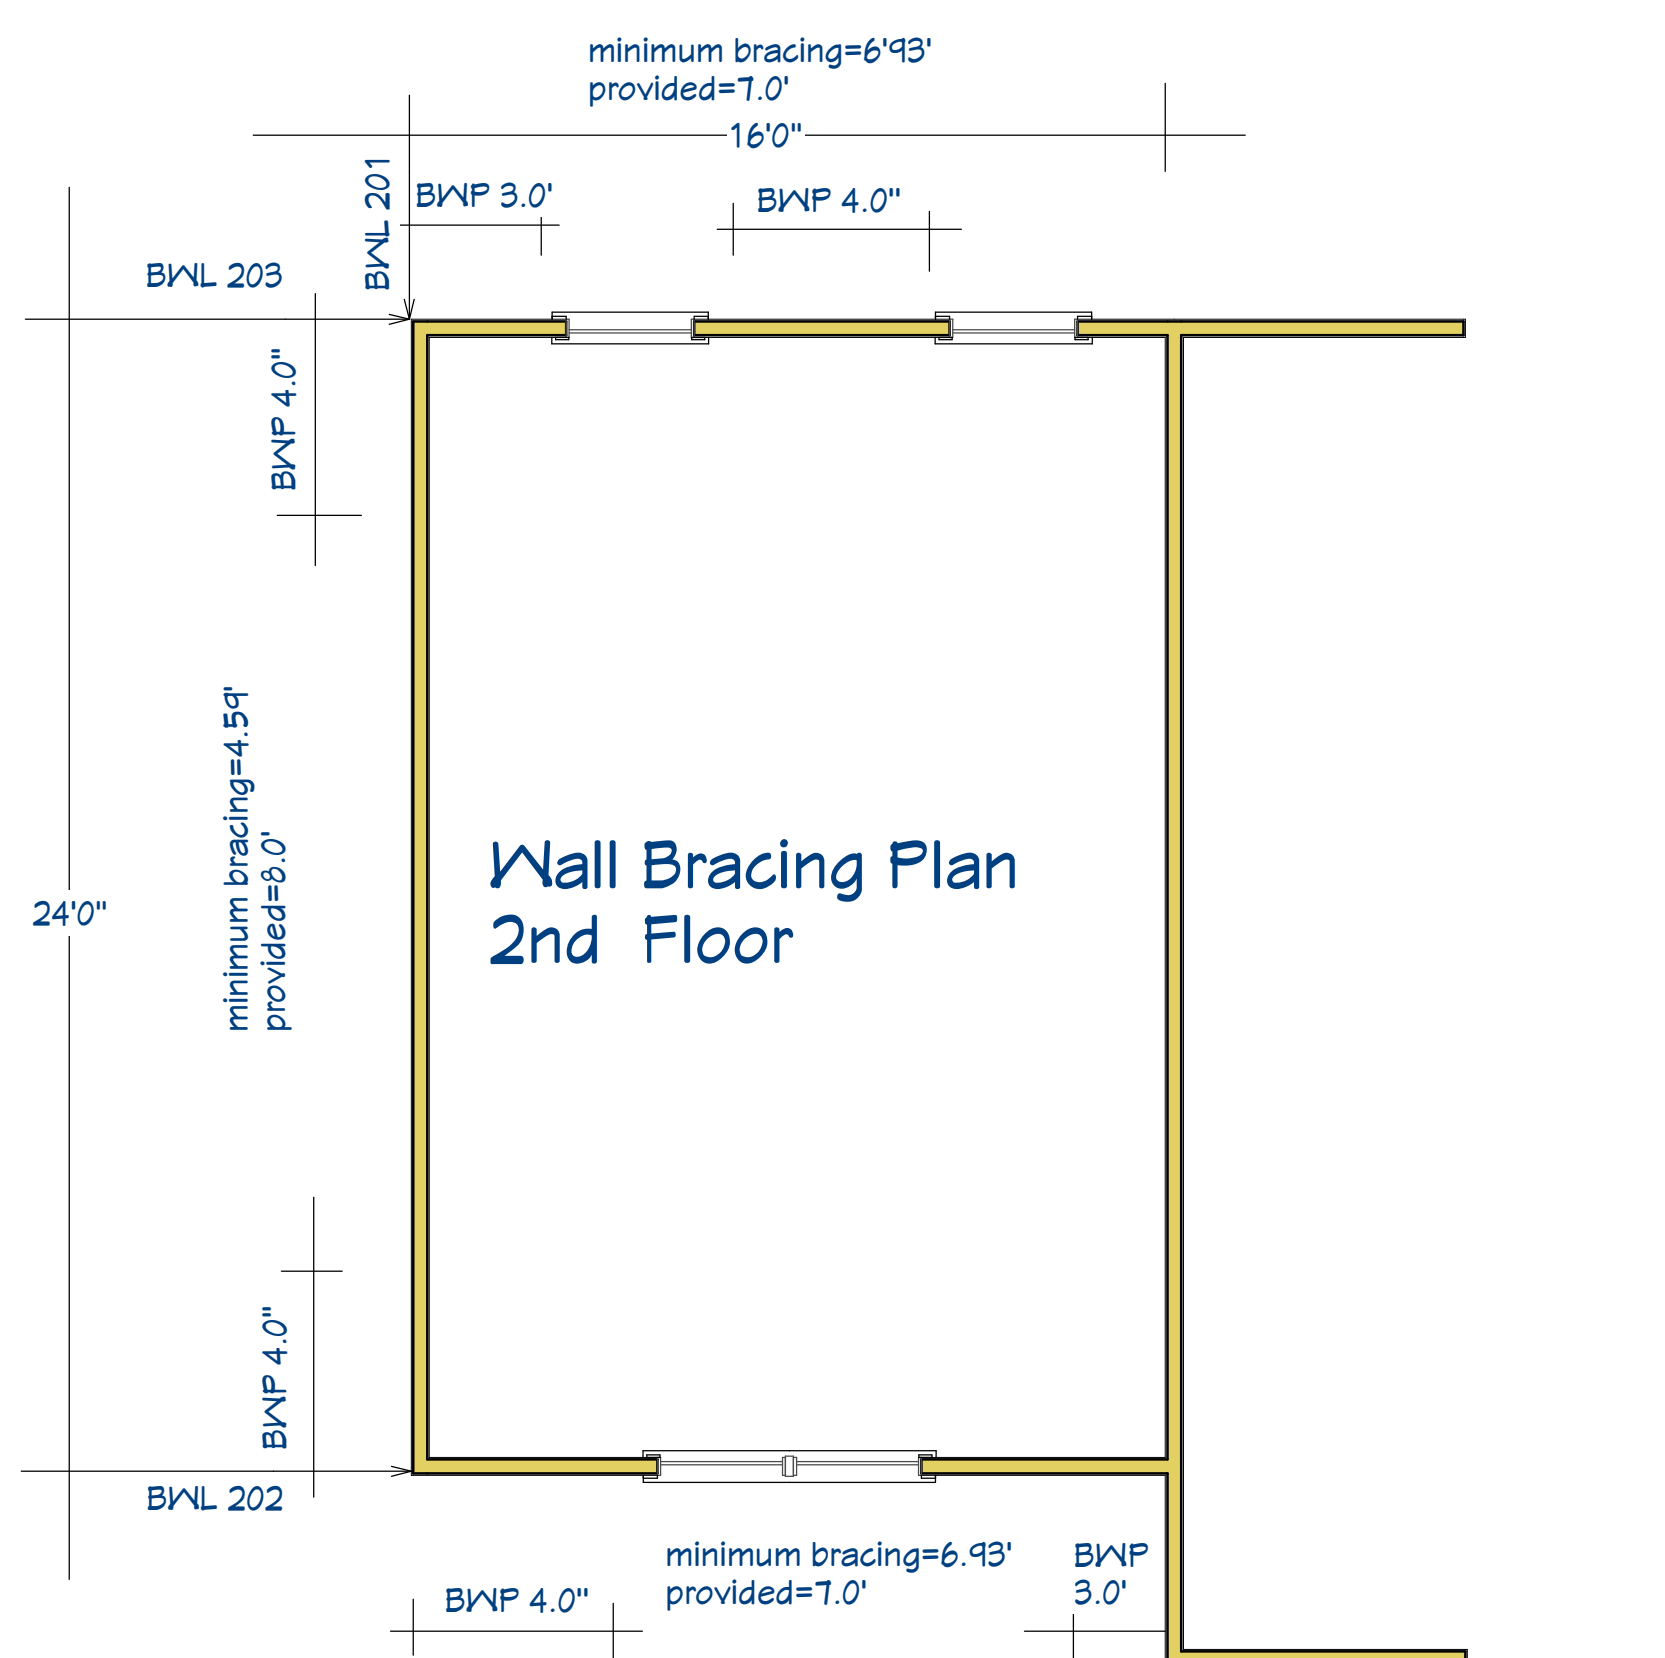 minimum bracing=6'93'
provided=7.0'
16'0"
BWL 201
BWP 3.0'
BWP 4.0"
BWL 203
BWP 4.0"
minimum bracing=4.59'
provided=8.0'
24'0"
Wall Bracing Plan
2nd Floor
BWP 4.0"
BWL 202
minimum bracing=6.93'
provided=7.0'
BWP
3.0'
BWP 4.0"